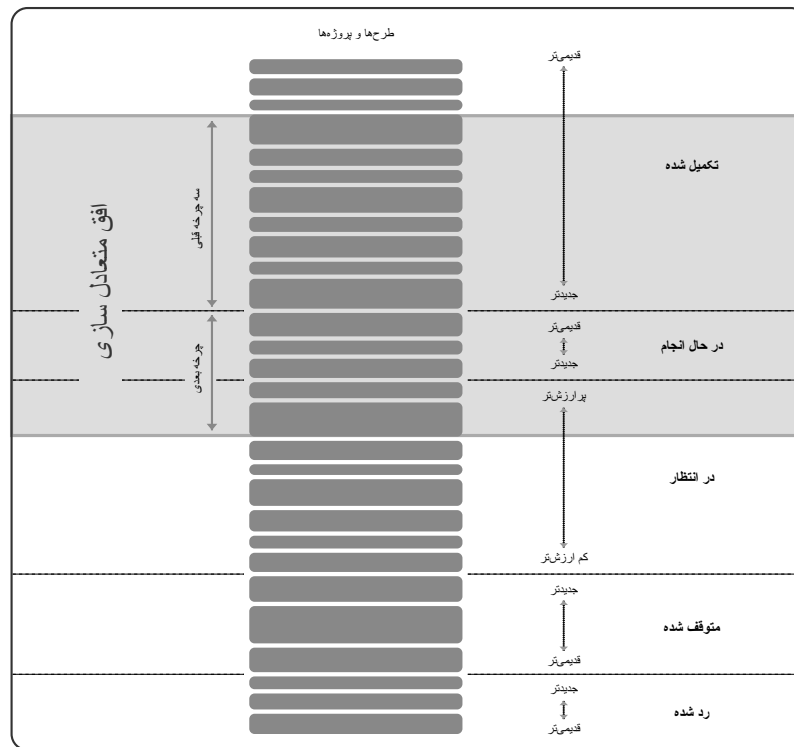 طرح‌ها و پروژه‌ها
قدیمی‌تر
تکمیل شده
سه چرخه قبلی
افق متعادل سازی
جدیدتر
قدیمی‌تر
در حال انجام
چرخه بعدی
جدیدتر
پرارزش‌تر
در انتظار
کم ارزش‌تر
جدیدتر
متوقف شده
قدیمی‌تر
جدیدتر
رد شده
قدیمی‌تر